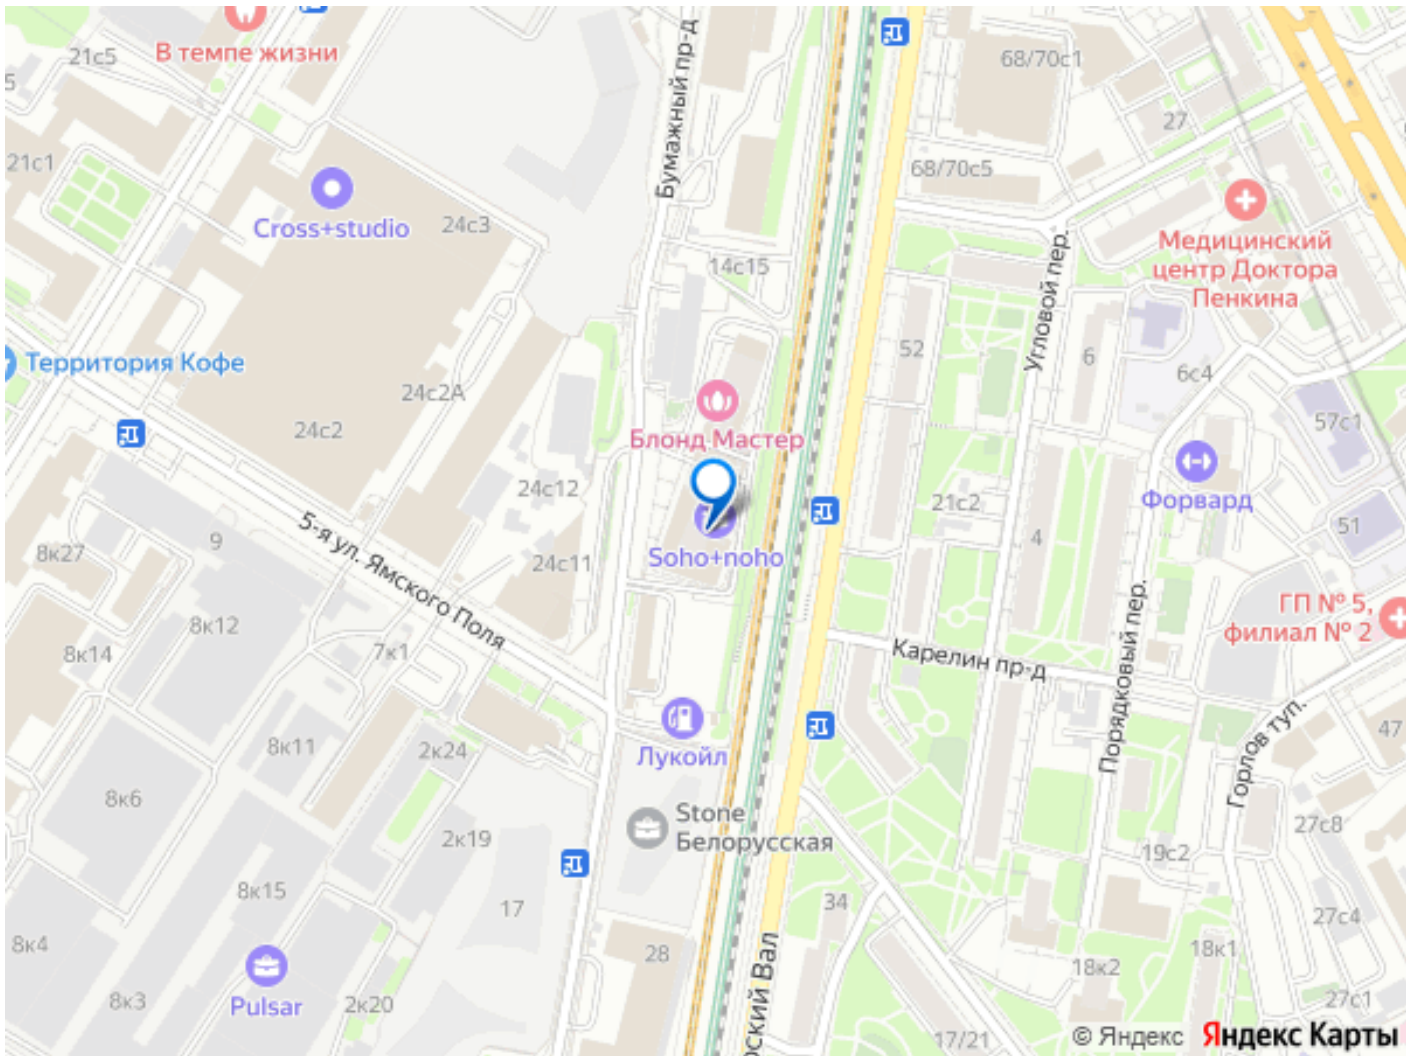 В темпе жизни
21с5
Бумажный пр-д
68/70с1
27
21с1
68/70с5
Cross+studio
24с3
Медицинский
центр Доктора
Пенкина
14с15
Угловой пер.
Территория Кофе
52
6
6с4
24с2А
24с2
Блонд Мастер
57с1
Форвард
24с12
21с2
51
5-я ул. Ямского Поля
9
4
8к27
Soho+noho
24с11
ГП № 5,
филиал № 2
8к12
7к1
8к14
Карелин пр-д
Порядковый пер.
Горлов туп.
47
Лукойл
8к11
2к24
8к6
Stone
Белорусская
27с8
2к19
19с2
8к15
17
34
27с4
8к4
28
18к1
18к2
Pulsar
8к3
2к20
рский Вал
27с1
17/21
© Яндекс Яндекс Карты